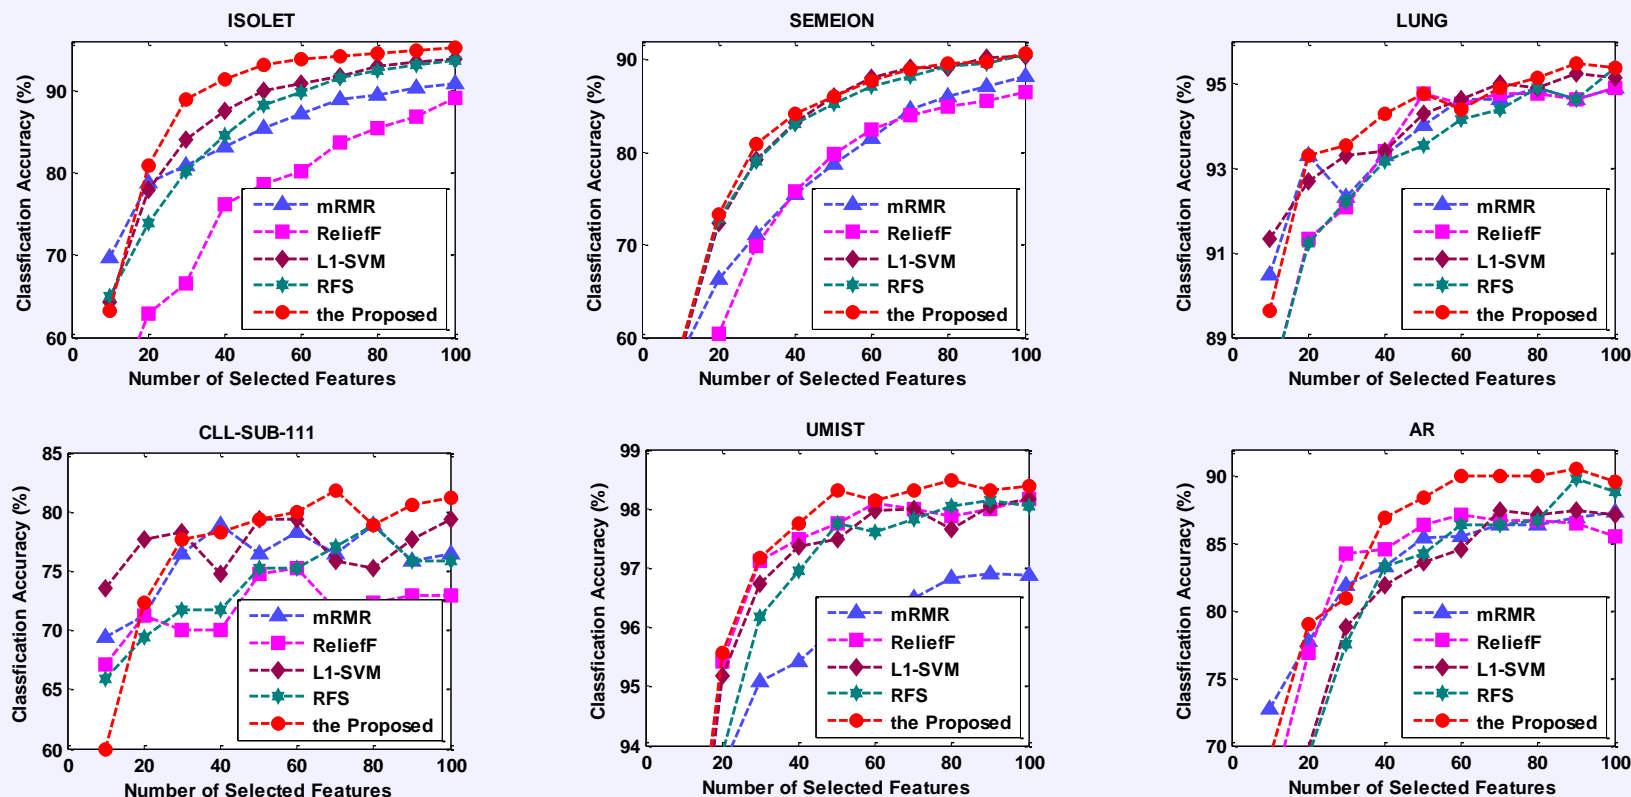 ISOLET
Classfication Accuracy (%)
90
80
70
60
0
20
40
60
80
100
Number of Selected Features
mRMR
ReliefF
L1-SVM
RFS
the Proposed
SEMEION
Classfication Accuracy (%)
90
80
70
60
0
20
40
60
80
100
Number of Selected Features
mRMR
ReliefF
L1-SVM
RFS
the Proposed
LUNG
Classfication Accuracy (%)
95
93
91
89
0
20
40
60
80
100
Number of Selected Features
mRMR
ReliefF
L1-SVM
RFS
the Proposed
CLL-SUB-111
Classfication Accuracy (%)
85
80
75
70
65
60
0
20
40
60
80
100
Number of Selected Features
mRMR
ReliefF
L1-SVM
RFS
the Proposed
UMIST
Classfication Accuracy (%)
99
98
97
96
95
94
0
20
40
60
80
100
Number of Selected Features
mRMR
ReliefF
L1-SVM
RFS
the Proposed
AR
Classfication Accuracy (%)
90
85
80
75
70
0
20
40
60
80
100
Number of Selected Features
mRMR
ReliefF
L1-SVM
RFS
the Proposed